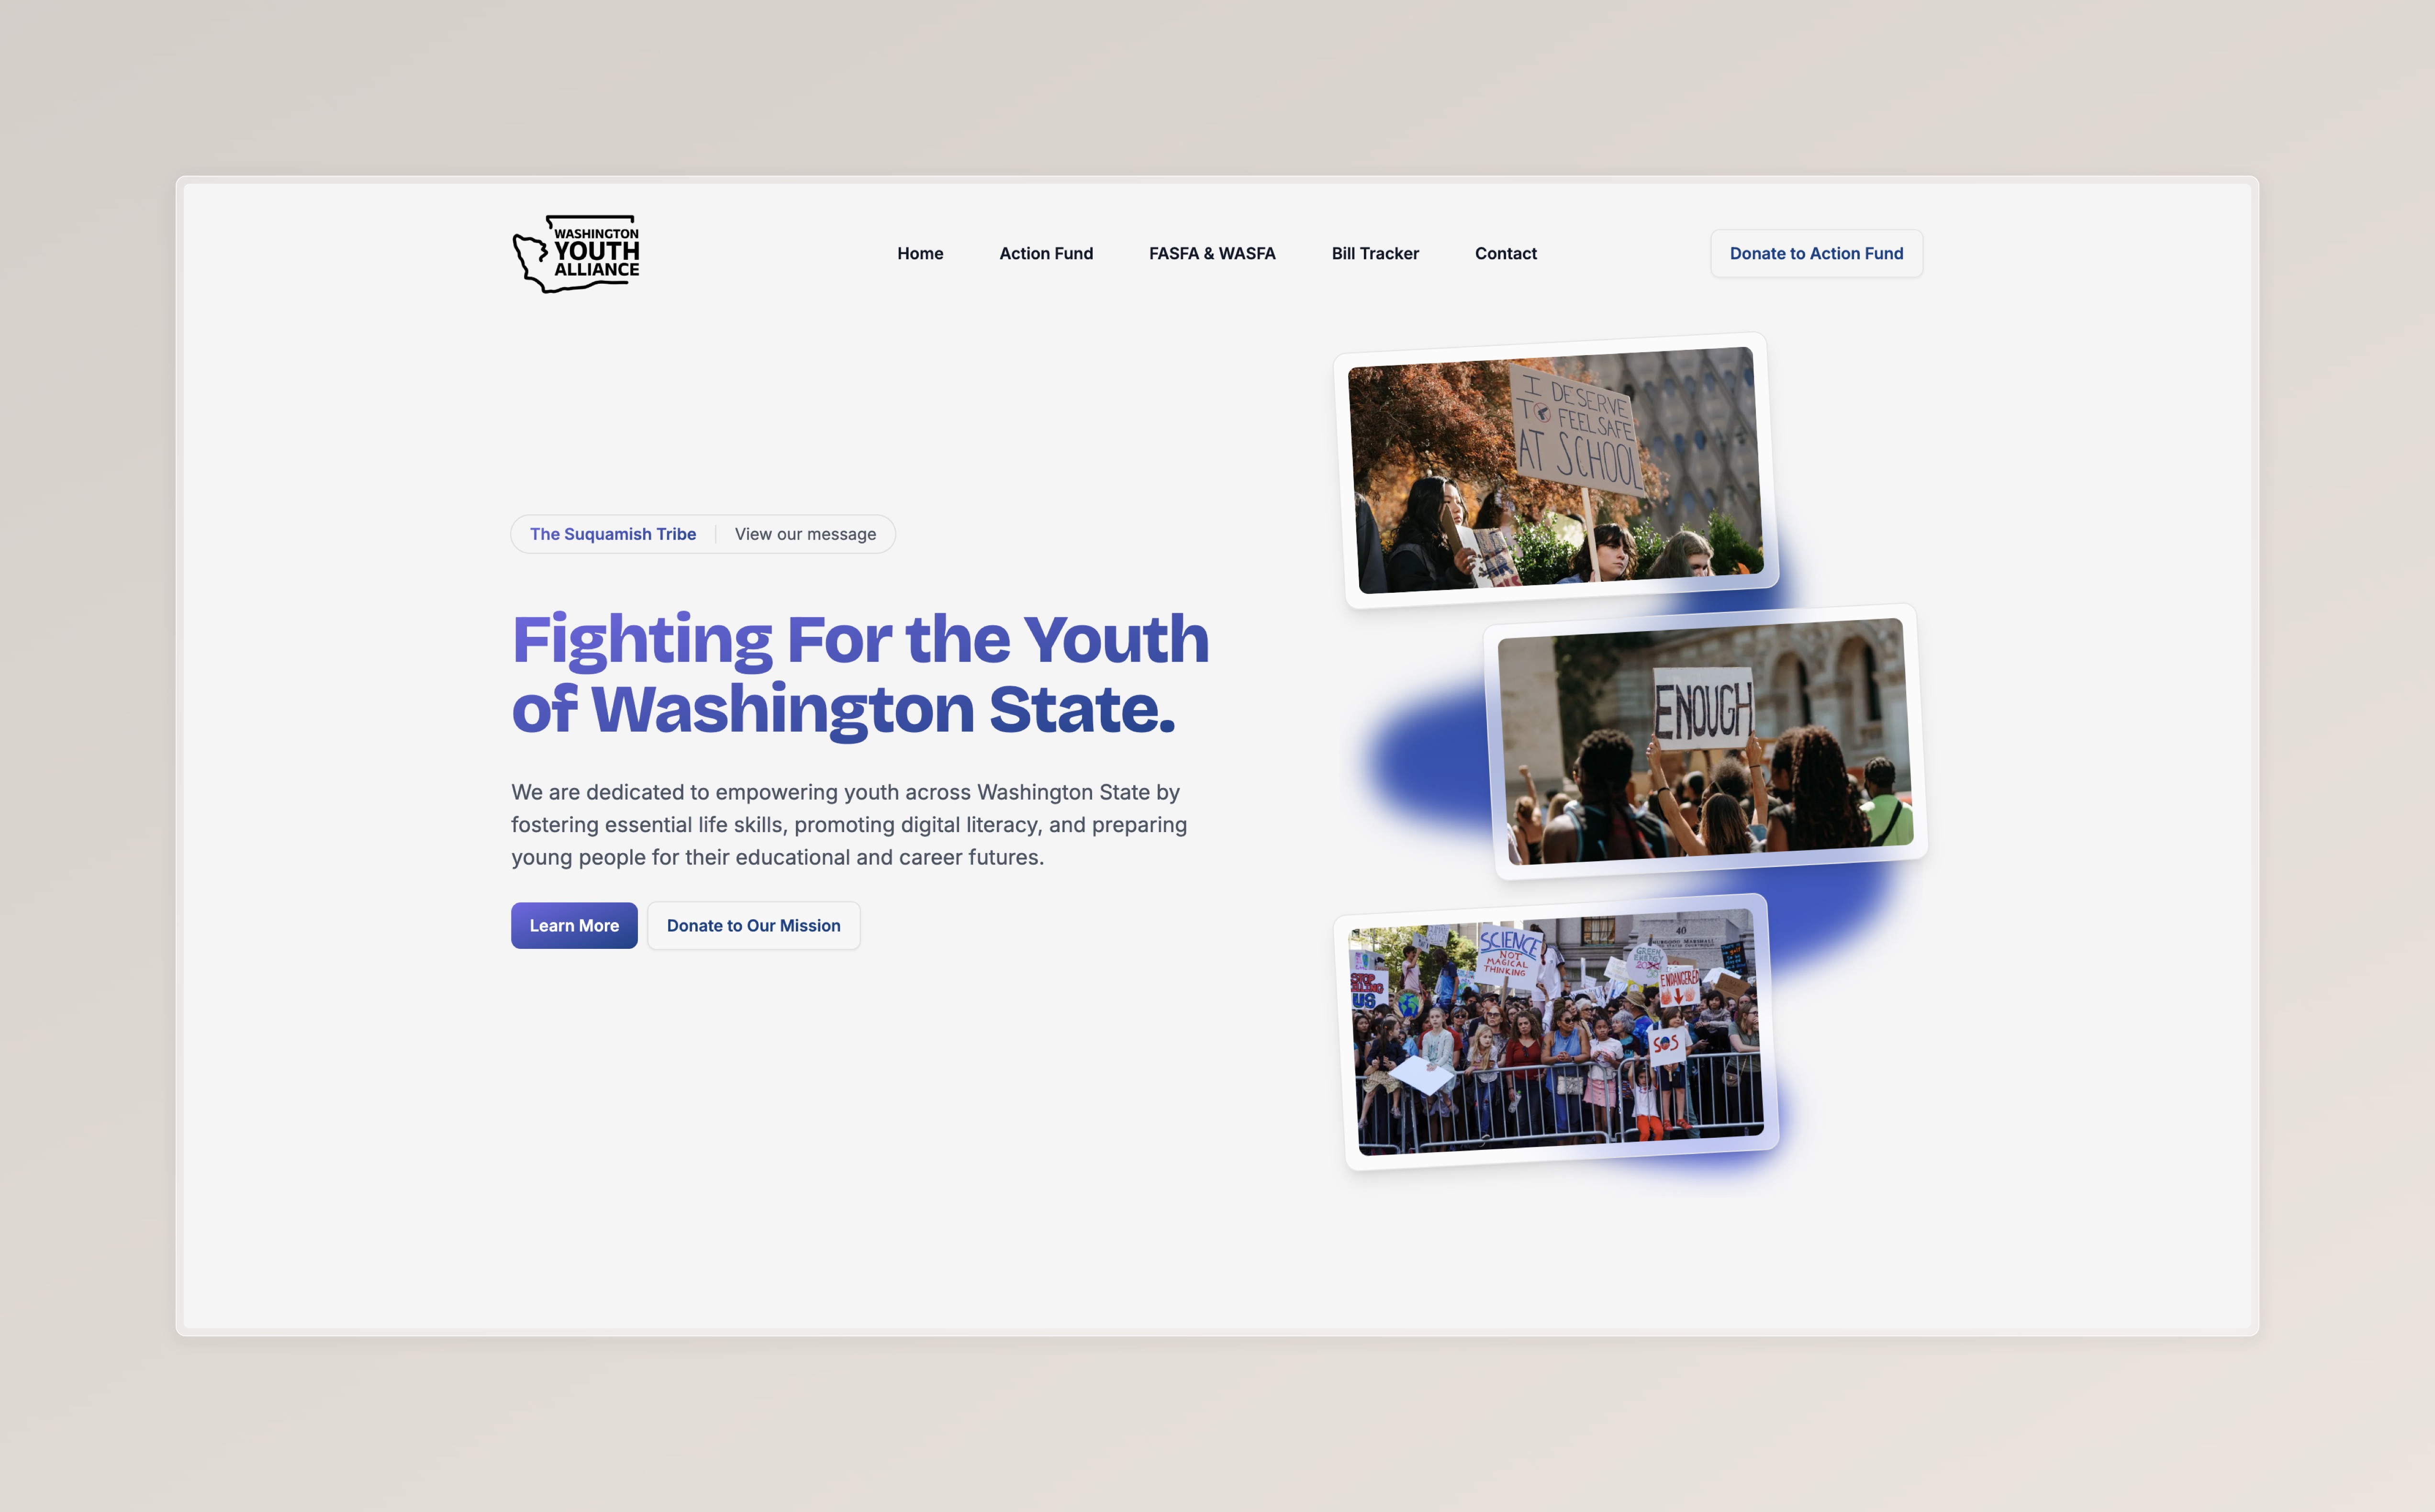 WASHINGTON
YOUTH
ALLIANCE
Home
Action Fund
FASFA & WASFA
Bill Tracker
Contact
Donate to Action Fund
The Suquamish Tribe
View our message
Fighting For the Youth
of Washington State.
We are dedicated to empowering youth across Washington State by
fostering essential life skills, promoting digital literacy, and preparing
young people for their educational and career futures.
Learn More
Donate to Our Mission
I DESERVE
TO FEEL SAFE
AT SCHOOL
ENOUGH
SCIENCE
NOT
MAGICAL
THINKING
40
GREEN
ENERGY
ENDANGERED
US
SOS